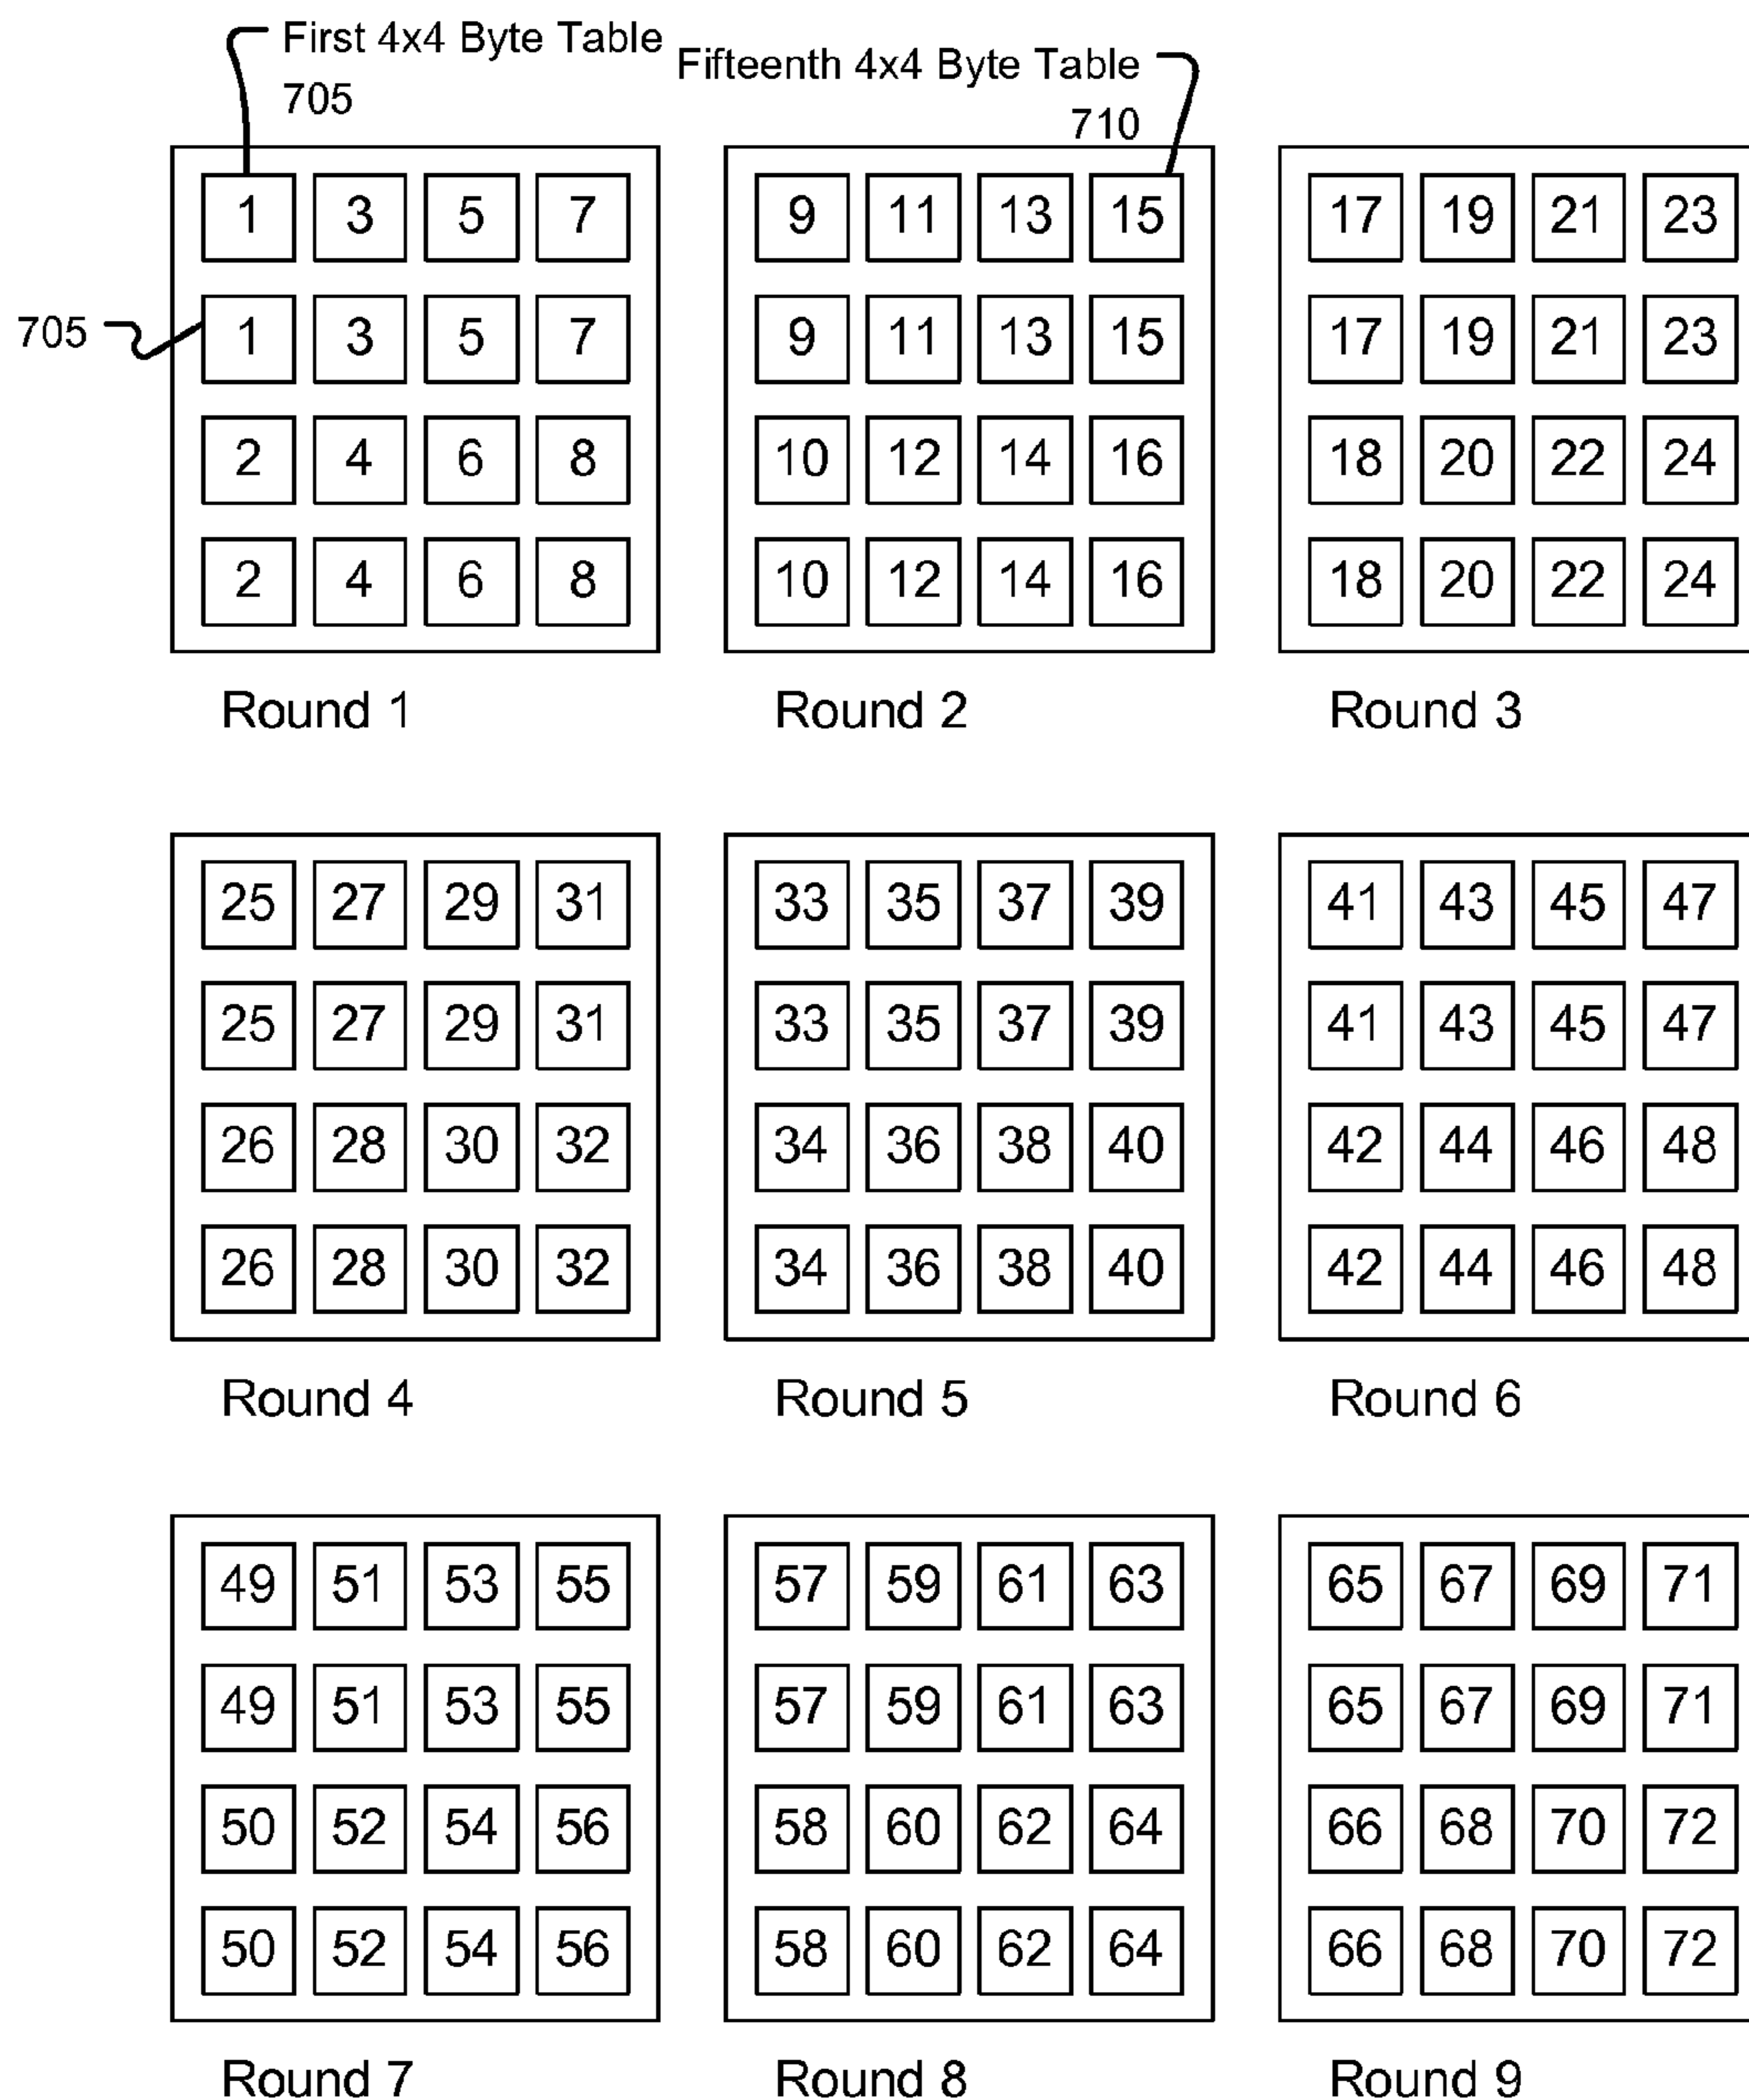 First 4x4 Byte Table
705
Fifteenth 4x4 Byte Table
710
1 3 5 7 9 11 13 15 17 19 21 23
705 1 3 5 7 9 11 13 15 17 19 21 23
2 4 6 8 10 12 14 16 18 20 22 24
2 4 6 8 10 12 14 16 18 20 22 24
Round 1 Round 2 Round 3
25 27 29 31 33 35 37 39 41 43 45 47
25 27 29 31 33 35 37 39 41 43 45 47
26 28 30 32 34 36 38 40 42 44 46 48
26 28 30 32 34 36 38 40 42 44 46 48
Round 4 Round 5 Round 6
49 51 53 55 57 59 61 63 65 67 69 71
49 51 53 55 57 59 61 63 65 67 69 71
50 52 54 56 58 60 62 64 66 68 70 72
50 52 54 56 58 60 62 64 66 68 70 72
Round 7 Round 8 Round 9